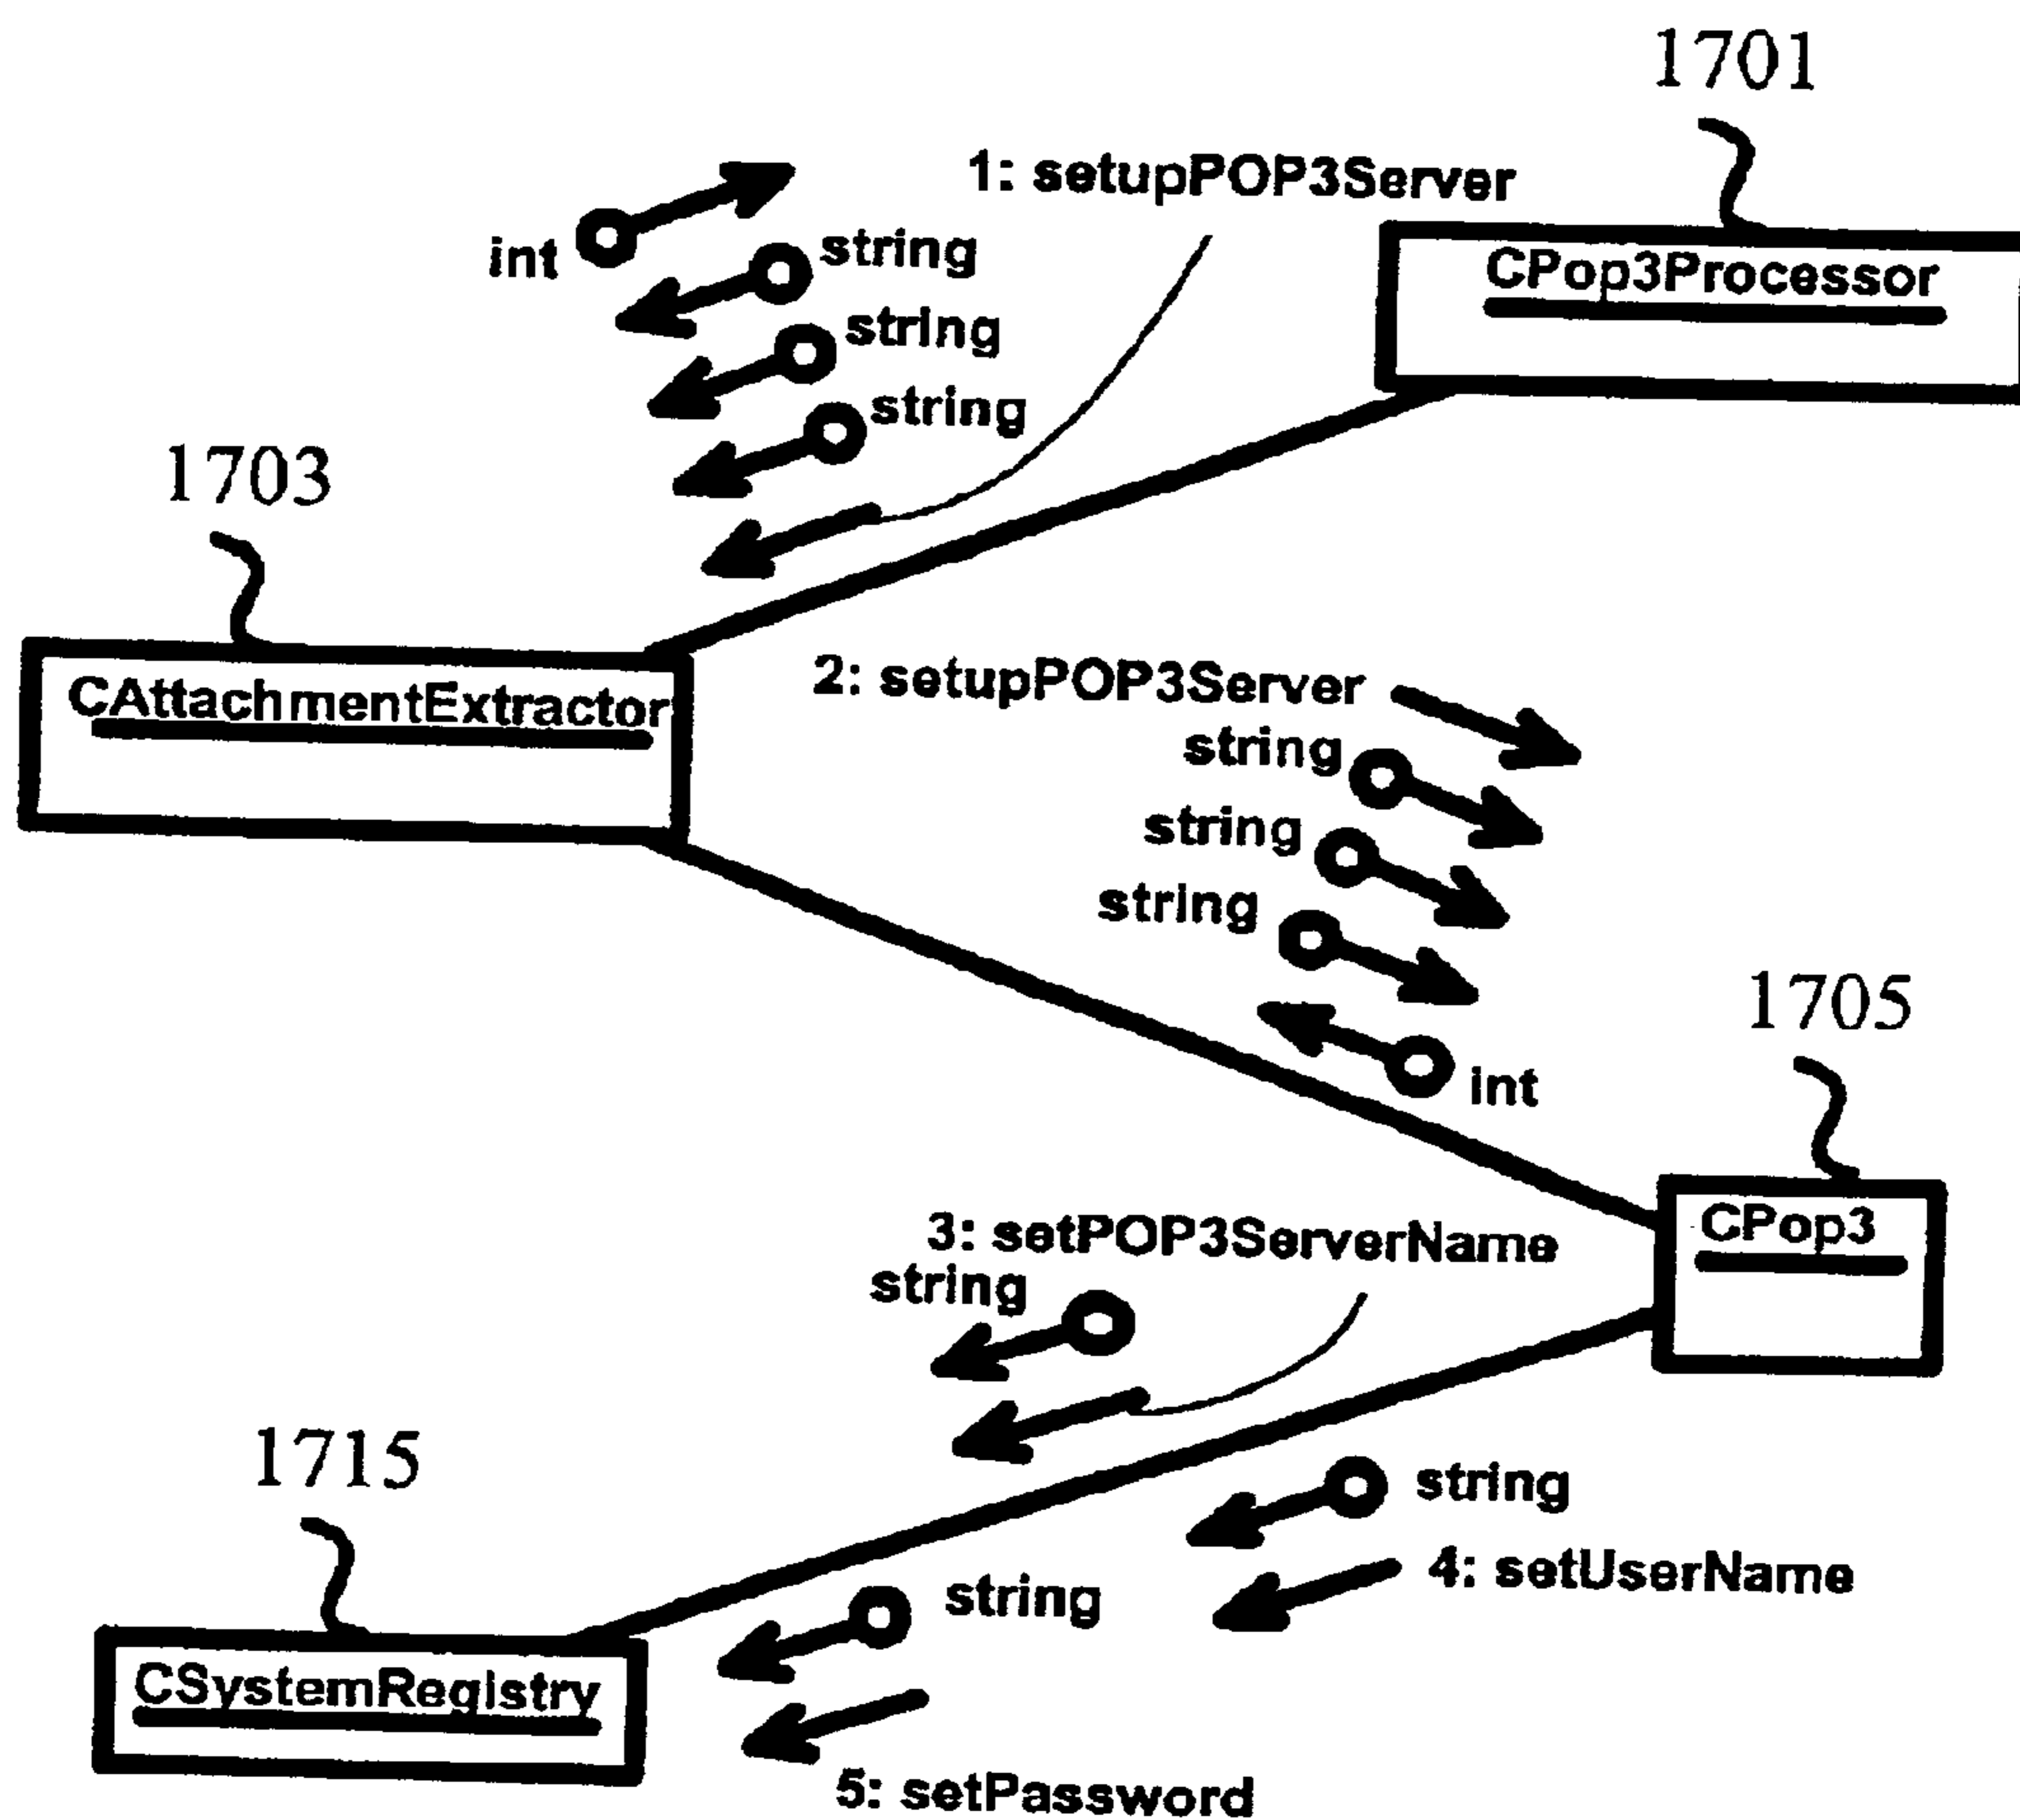 1701
1: setupPOP3Server
CPop3Processor
int
string
string
string
1703
CAttachmentExtractor
2: setupPOP3Server
string
string
string
int
1705
CPop3
3: setPOP3ServerName
string
1715
string
4: setUserName
string
CSystemRegistry
5: setPassword